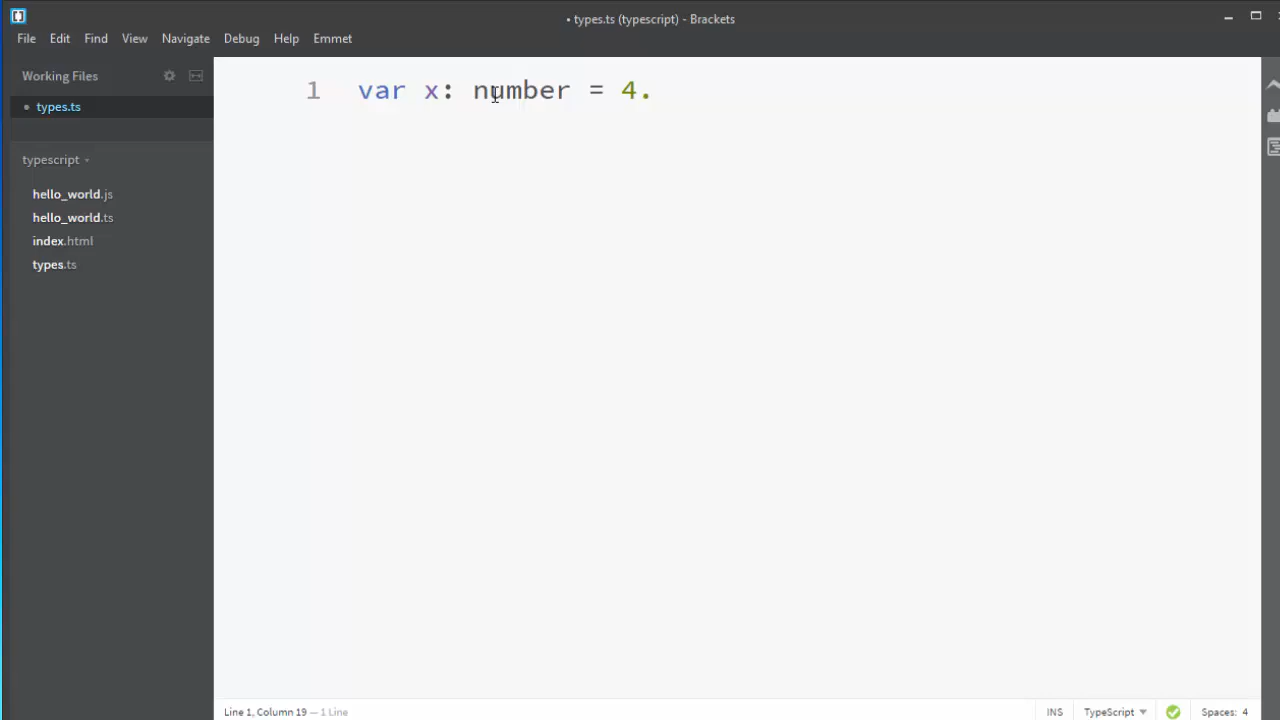 • types.ts (typescript) - Brackets
File Edit Find View Navigate Debug Help Emmet
Working Files
• types.ts
typescript
hello_world.js
hello_world.ts
index.html
types.ts
1 var x: number = 4.
Line 1, Column 19 — 1 Line
INS TypeScript Spaces: 4